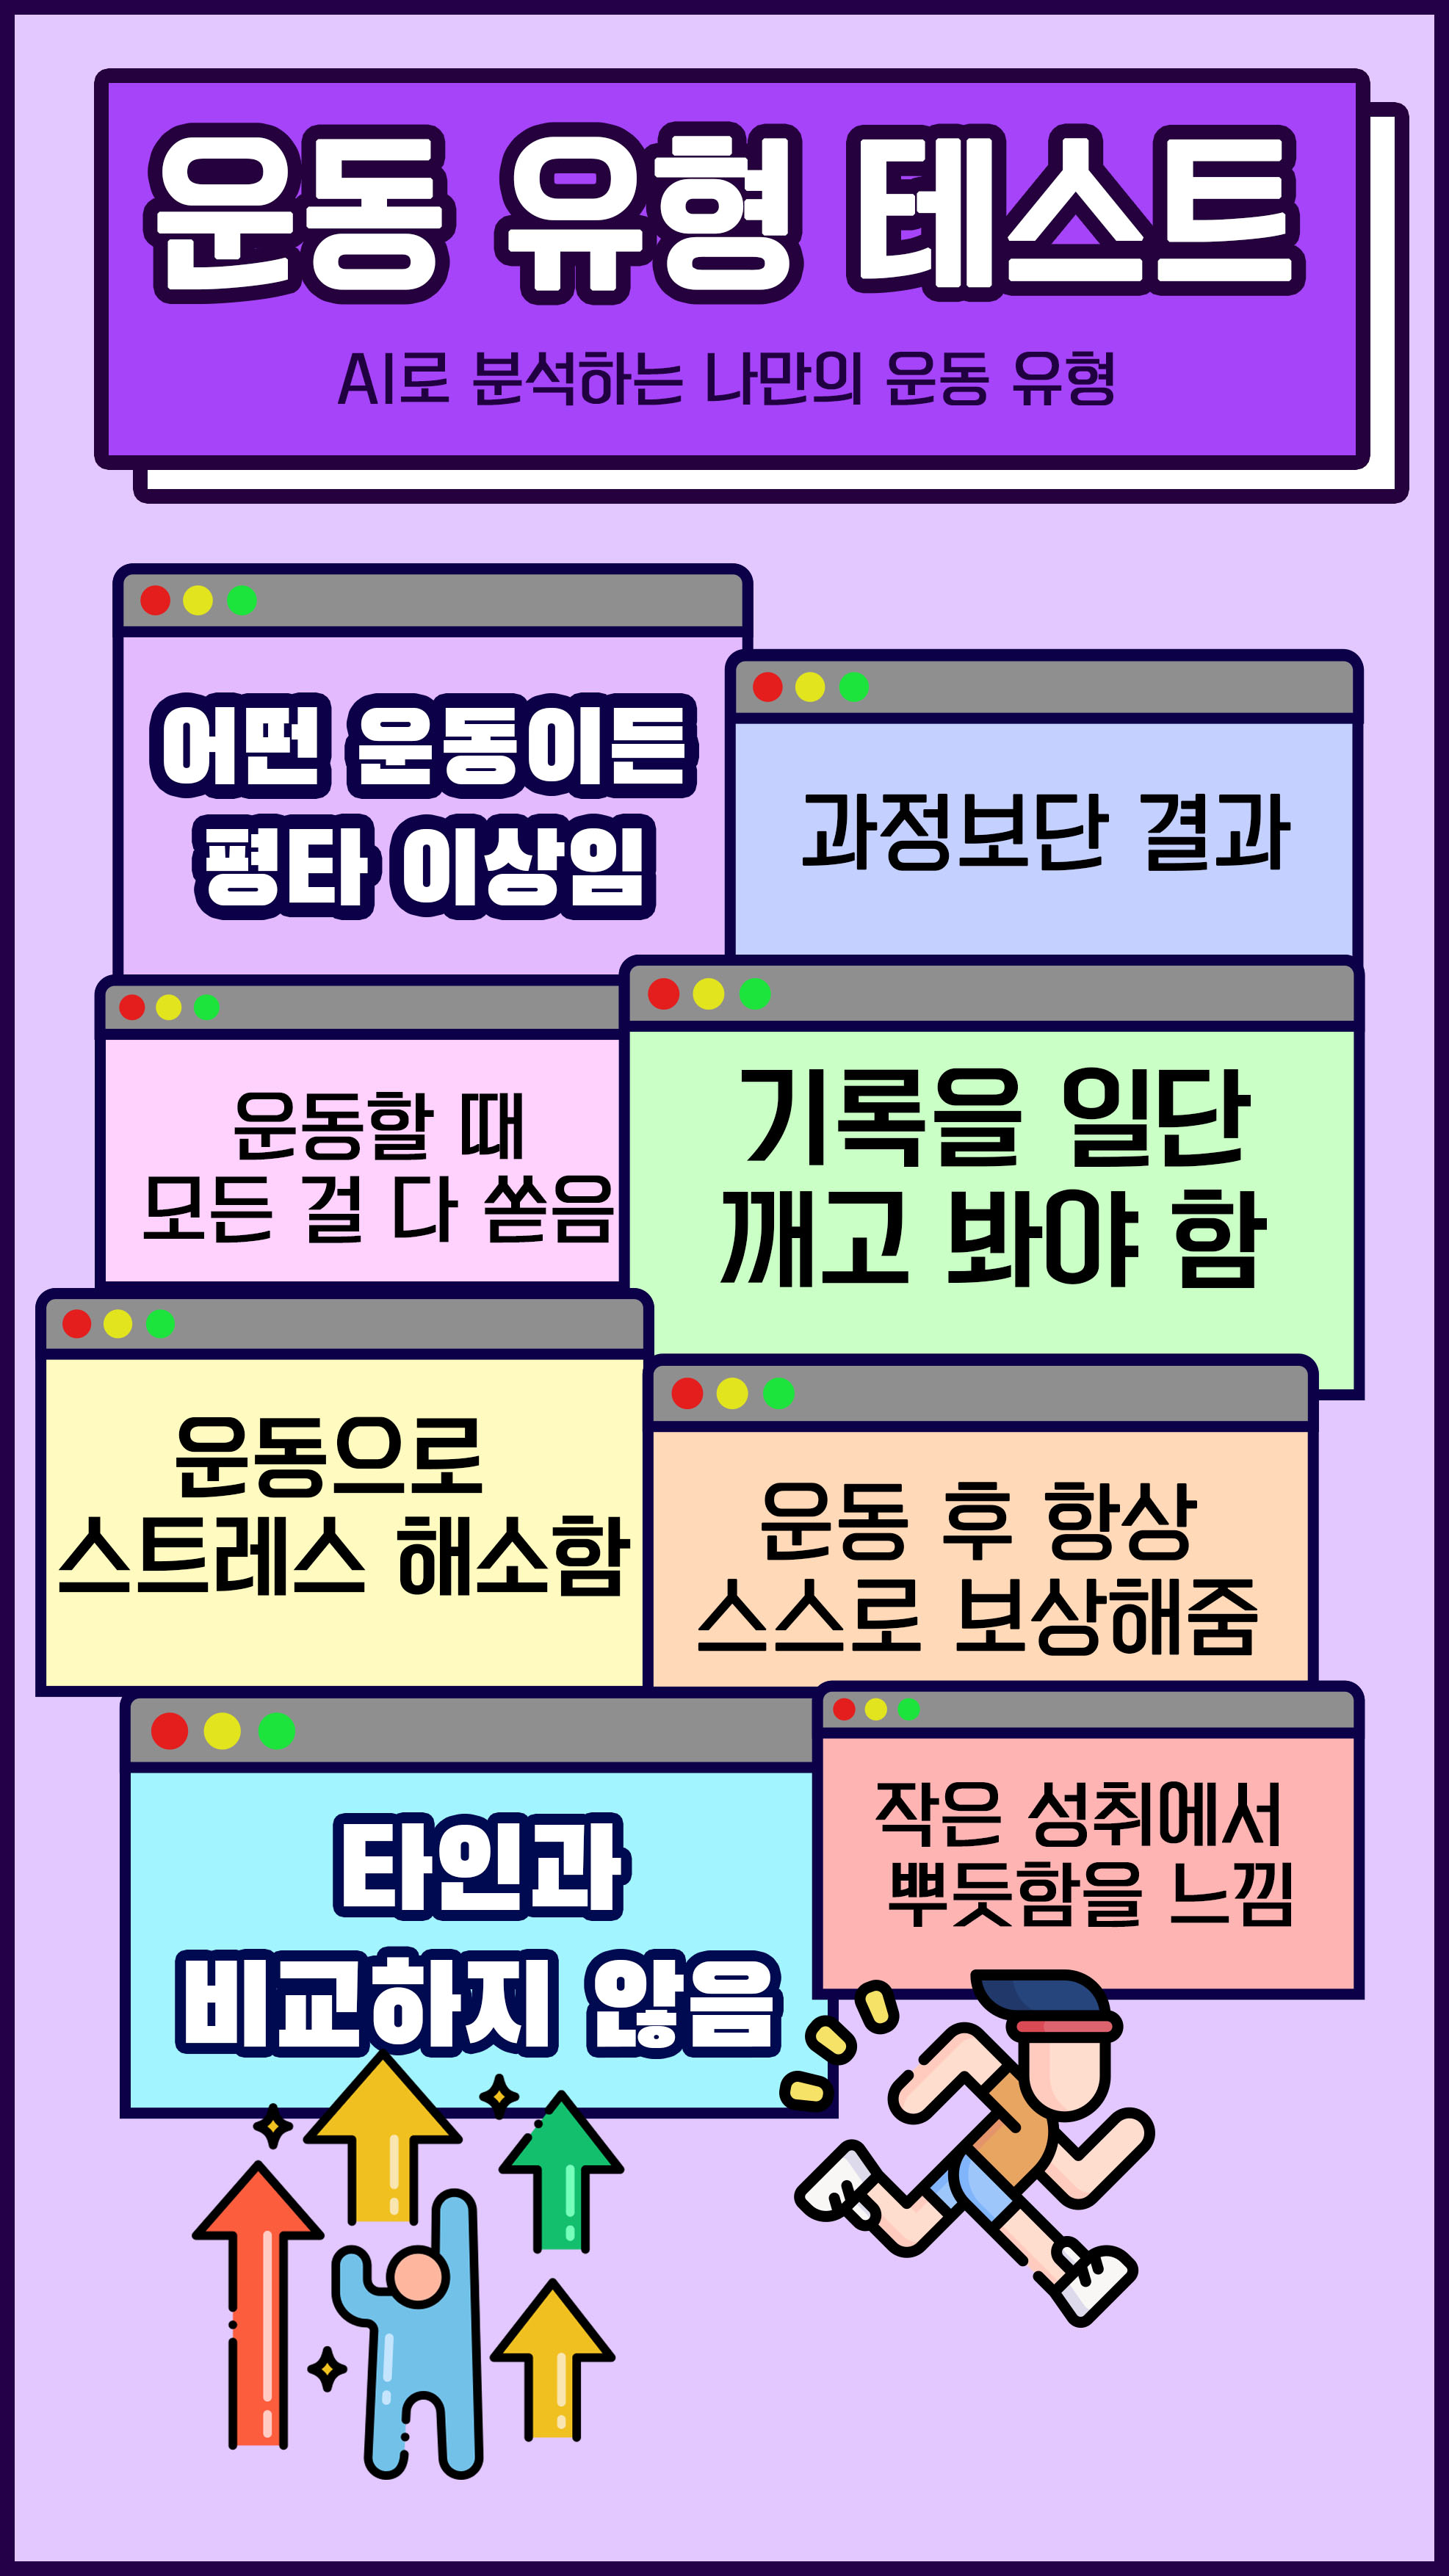 운동 유형 테스트
AI로 분석하는 나만의 운동 유형
어떤 운동이든
평타 이상임
과정보단 결과
운동할 때
모든 걸 다 쏟음
기록을 일단
깨고 봐야 함
운동으로
스트레스 해소함
운동 후 항상
스스로 보상해줌
타인과
비교하지 않음
작은 성취에서
뿌듯함을 느낌